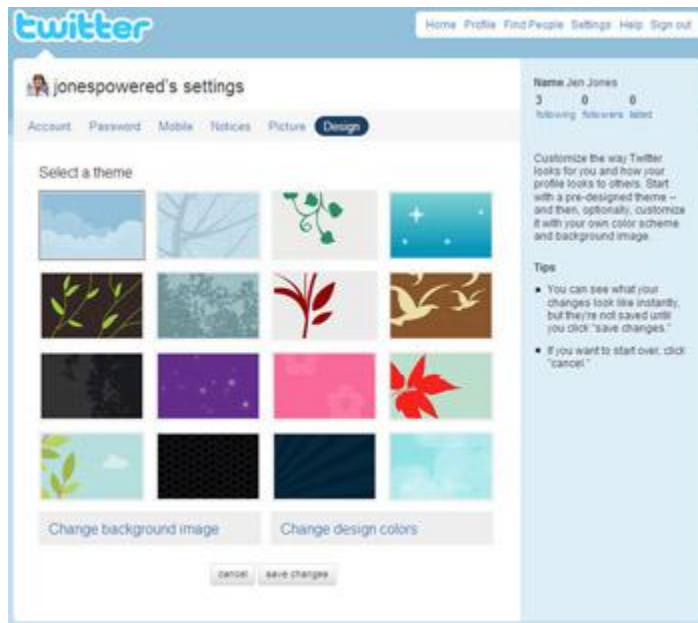 twitter
Home Profile Find People Settings Help Sign out
jonespowered's settings
Account Password Mobile Notices Picture Design
Select a theme
Change background image
Change design colors
cancel save changes
Name Jen Jones
3 0 0
following followers listed
Customize the way Twitter
looks for you and how your
profile looks to others. Start
with a pre-designed theme --
and then, optionally, customize
it with your own color scheme
and background image.
Tips
You can see what your
changes look like instantly,
but they're not saved until
you click "save changes."
If you want to start over, click
"cancel."